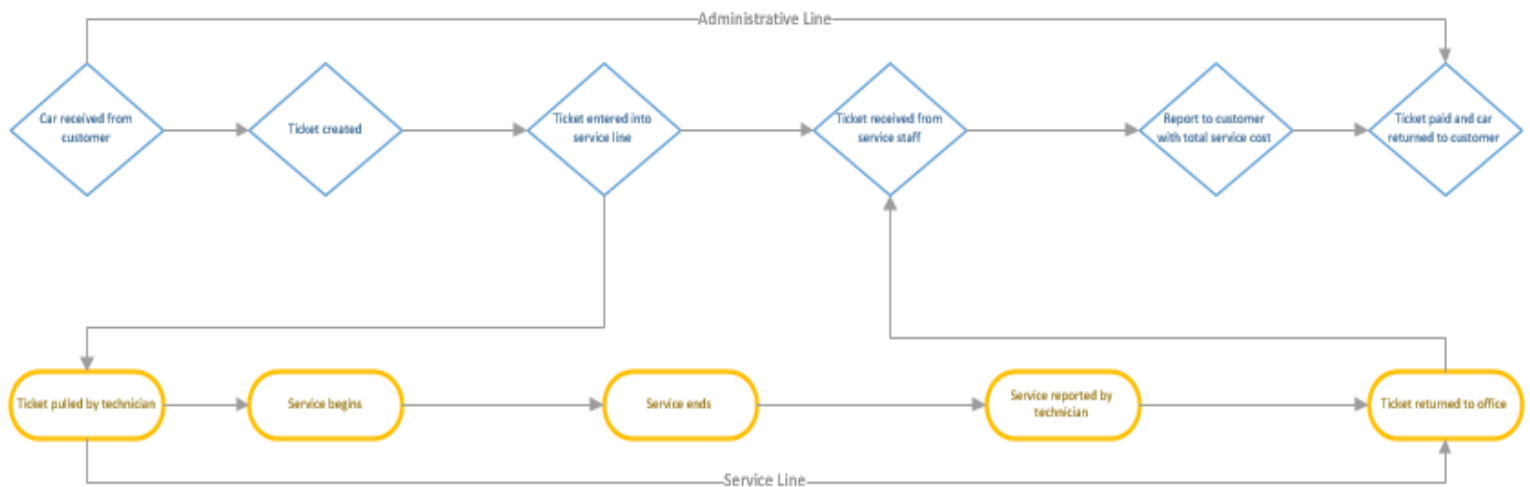 Administrative Line
Car received from
customer
Ticket created
Ticket entered into
service line
Ticket received from
service staff
Report to customer
with total service cost
Ticket paid and car
returned to customer
Ticket pulled by technician
Service begins
Service ends
Service reported by
technician
Ticket returned to office
Service Line